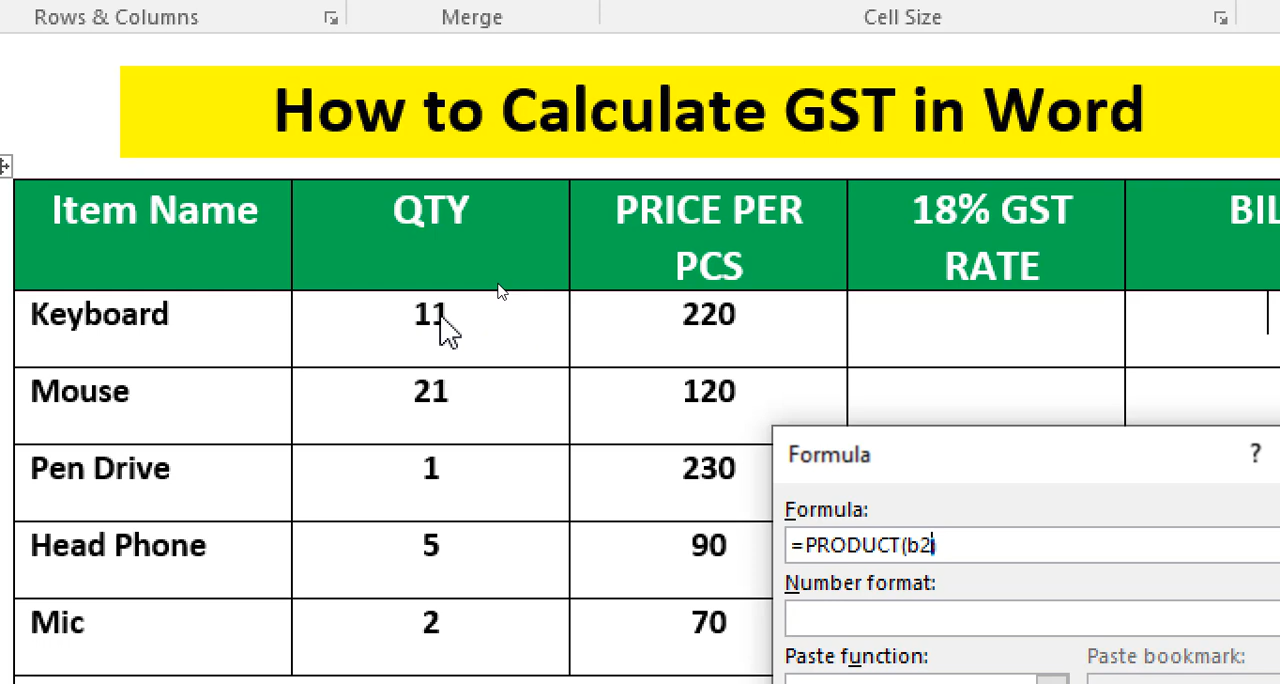 Rows & Columns Merge Cell Size
How to Calculate GST in Word
Item Name QTY PRICE PER PCS 18% GST RATE
Keyboard 11 220
Mouse 21 120
Pen Drive 1 230
Head Phone 5 90
Mic 2 70
Formula ?
Formula:
=PRODUCT(b2)
Number format:
Paste function: Paste bookmark: